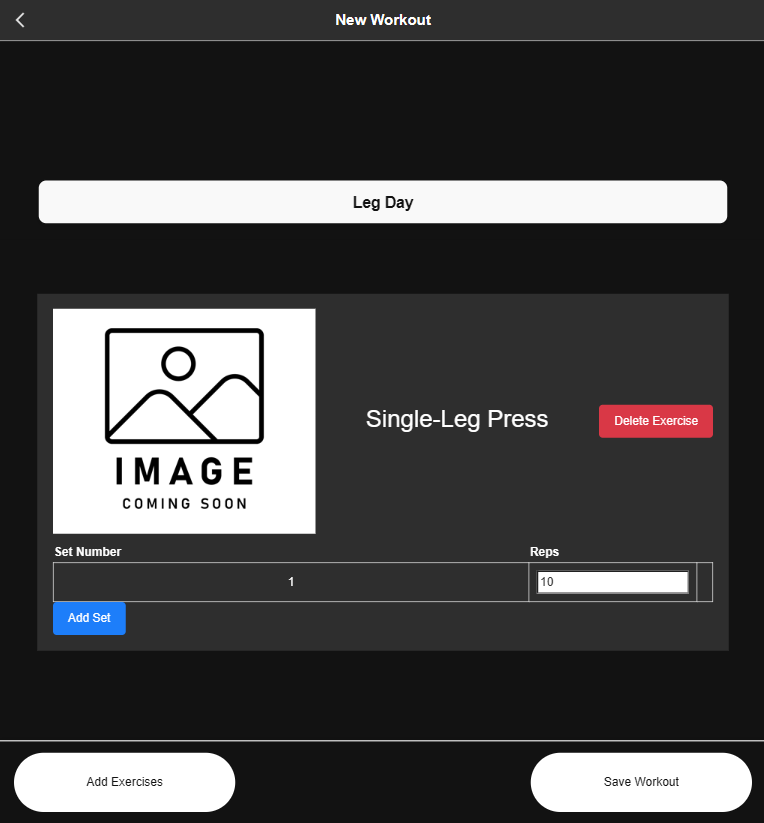 New Workout
Leg Day
IMAGE
COMING SOON
Single-Leg Press
Delete Exercise
Set Number Reps
1 10
Add Set
Add Exercises Save Workout